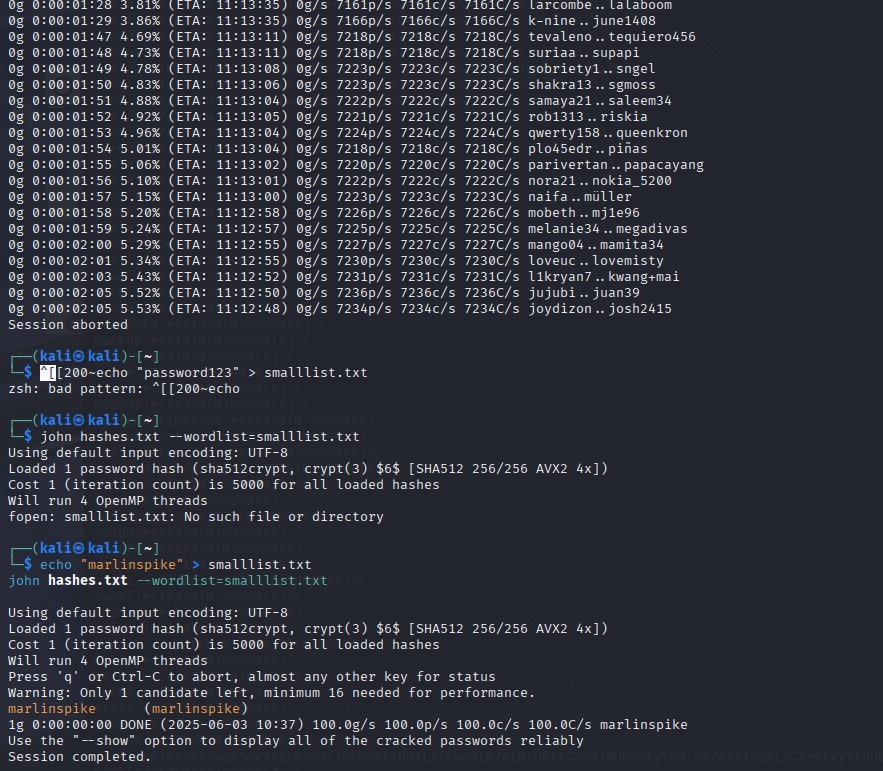 0g 0:00:01:28 3.81% (ETA: 11:13:35) 0g/s 7161p/s 7161c/s 7161C/s larcombe..lalaboom
0g 0:00:01:29 3.86% (ETA: 11:13:35) 0g/s 7166p/s 7166c/s 7166C/s k-nine..june1408
0g 0:00:01:47 4.69% (ETA: 11:13:11) 0g/s 7218p/s 7218c/s 7218C/s tevaleno..tequiero456
0g 0:00:01:48 4.73% (ETA: 11:13:11) 0g/s 7218p/s 7218c/s 7218C/s suriaa..supapi
0g 0:00:01:49 4.78% (ETA: 11:13:08) 0g/s 7223p/s 7223c/s 7223C/s sobriety1..sngel
0g 0:00:01:50 4.83% (ETA: 11:13:06) 0g/s 7222p/s 7222c/s 7222C/s shakra13..sgmoss
0g 0:00:01:51 4.88% (ETA: 11:13:04) 0g/s 7222p/s 7222c/s 7222C/s samaya21..saleem34
0g 0:00:01:52 4.92% (ETA: 11:13:05) 0g/s 7221p/s 7221c/s 7221C/s rob1313..riskia
0g 0:00:01:53 4.96% (ETA: 11:13:04) 0g/s 7224p/s 7224c/s 7224C/s qwerty158..queenkron
0g 0:00:01:54 5.01% (ETA: 11:13:04) 0g/s 7218p/s 7218c/s 7218C/s plo45edr..piñas
0g 0:00:01:55 5.06% (ETA: 11:13:02) 0g/s 7220p/s 7220c/s 7220C/s parivertan..papacayang
0g 0:00:01:56 5.10% (ETA: 11:13:01) 0g/s 7222p/s 7222c/s 7222C/s nora21..nokia_5200
0g 0:00:01:57 5.15% (ETA: 11:13:00) 0g/s 7223p/s 7223c/s 7223C/s naifa..müller
0g 0:00:01:58 5.20% (ETA: 11:12:58) 0g/s 7226p/s 7226c/s 7226C/s mobeth..mj1e96
0g 0:00:01:59 5.24% (ETA: 11:12:57) 0g/s 7225p/s 7225c/s 7225C/s melanie34..megadivas
0g 0:00:02:00 5.29% (ETA: 11:12:55) 0g/s 7227p/s 7227c/s 7227C/s mango04..mamita34
0g 0:00:02:01 5.34% (ETA: 11:12:55) 0g/s 7230p/s 7230c/s 7230C/s loveuc..lovemisty
0g 0:00:02:03 5.43% (ETA: 11:12:52) 0g/s 7231p/s 7231c/s 7231C/s l1kryan7..kwang+mai
0g 0:00:02:05 5.52% (ETA: 11:12:50) 0g/s 7236p/s 7236c/s 7236C/s jujubi..juan39
0g 0:00:02:05 5.53% (ETA: 11:12:48) 0g/s 7234p/s 7234c/s 7234C/s joydizon..josh2415
Session aborted
┌──(kali㉿kali)-[~]
└─$ ^[[200~echo "password123" > smalllist.txt
zsh: bad pattern: ^[[200~echo
┌──(kali㉿kali)-[~]
└─$ john hashes.txt --wordlist=smalllist.txt
Using default input encoding: UTF-8
Loaded 1 password hash (sha512crypt, crypt(3) $6$ [SHA512 256/256 AVX2 4x])
Cost 1 (iteration count) is 5000 for all loaded hashes
Will run 4 OpenMP threads
fopen: smalllist.txt: No such file or directory
┌──(kali㉿kali)-[~]
└─$ echo "marlinspike" > smalllist.txt
john hashes.txt --wordlist=smalllist.txt
Using default input encoding: UTF-8
Loaded 1 password hash (sha512crypt, crypt(3) $6$ [SHA512 256/256 AVX2 4x])
Cost 1 (iteration count) is 5000 for all loaded hashes
Will run 4 OpenMP threads
Press 'q' or Ctrl-C to abort, almost any other key for status
Warning: Only 1 candidate left, minimum 16 needed for performance.
marlinspike      (marlinspike)
1g 0:00:00:00 DONE (2025-06-03 10:37) 100.0g/s 100.0p/s 100.0c/s 100.0C/s marlinspike
Use the "--show" option to display all of the cracked passwords reliably
Session completed.